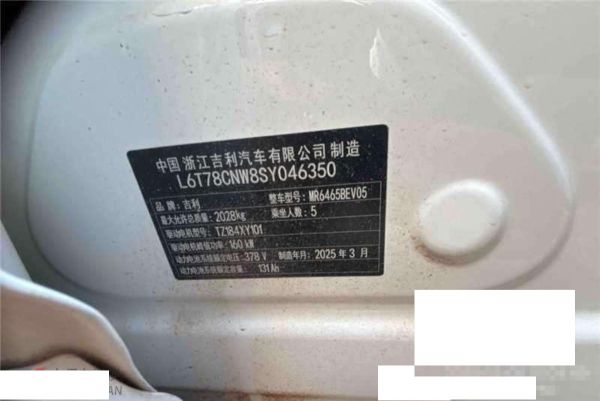 中国 浙江吉利汽车有限公司 制造
L6T78CNW8SY046350
品牌：吉利 整车型号：MR6465BEV05
最大允许总质量：2028kg 乘坐人数：5
驱动电机型号：TZ184XY101
驱动电机峰值功率：160 kW
动力电池系统额定电压：378 V 制造年月：2025 年 3 月
动力电池系统额定容量：131Ah